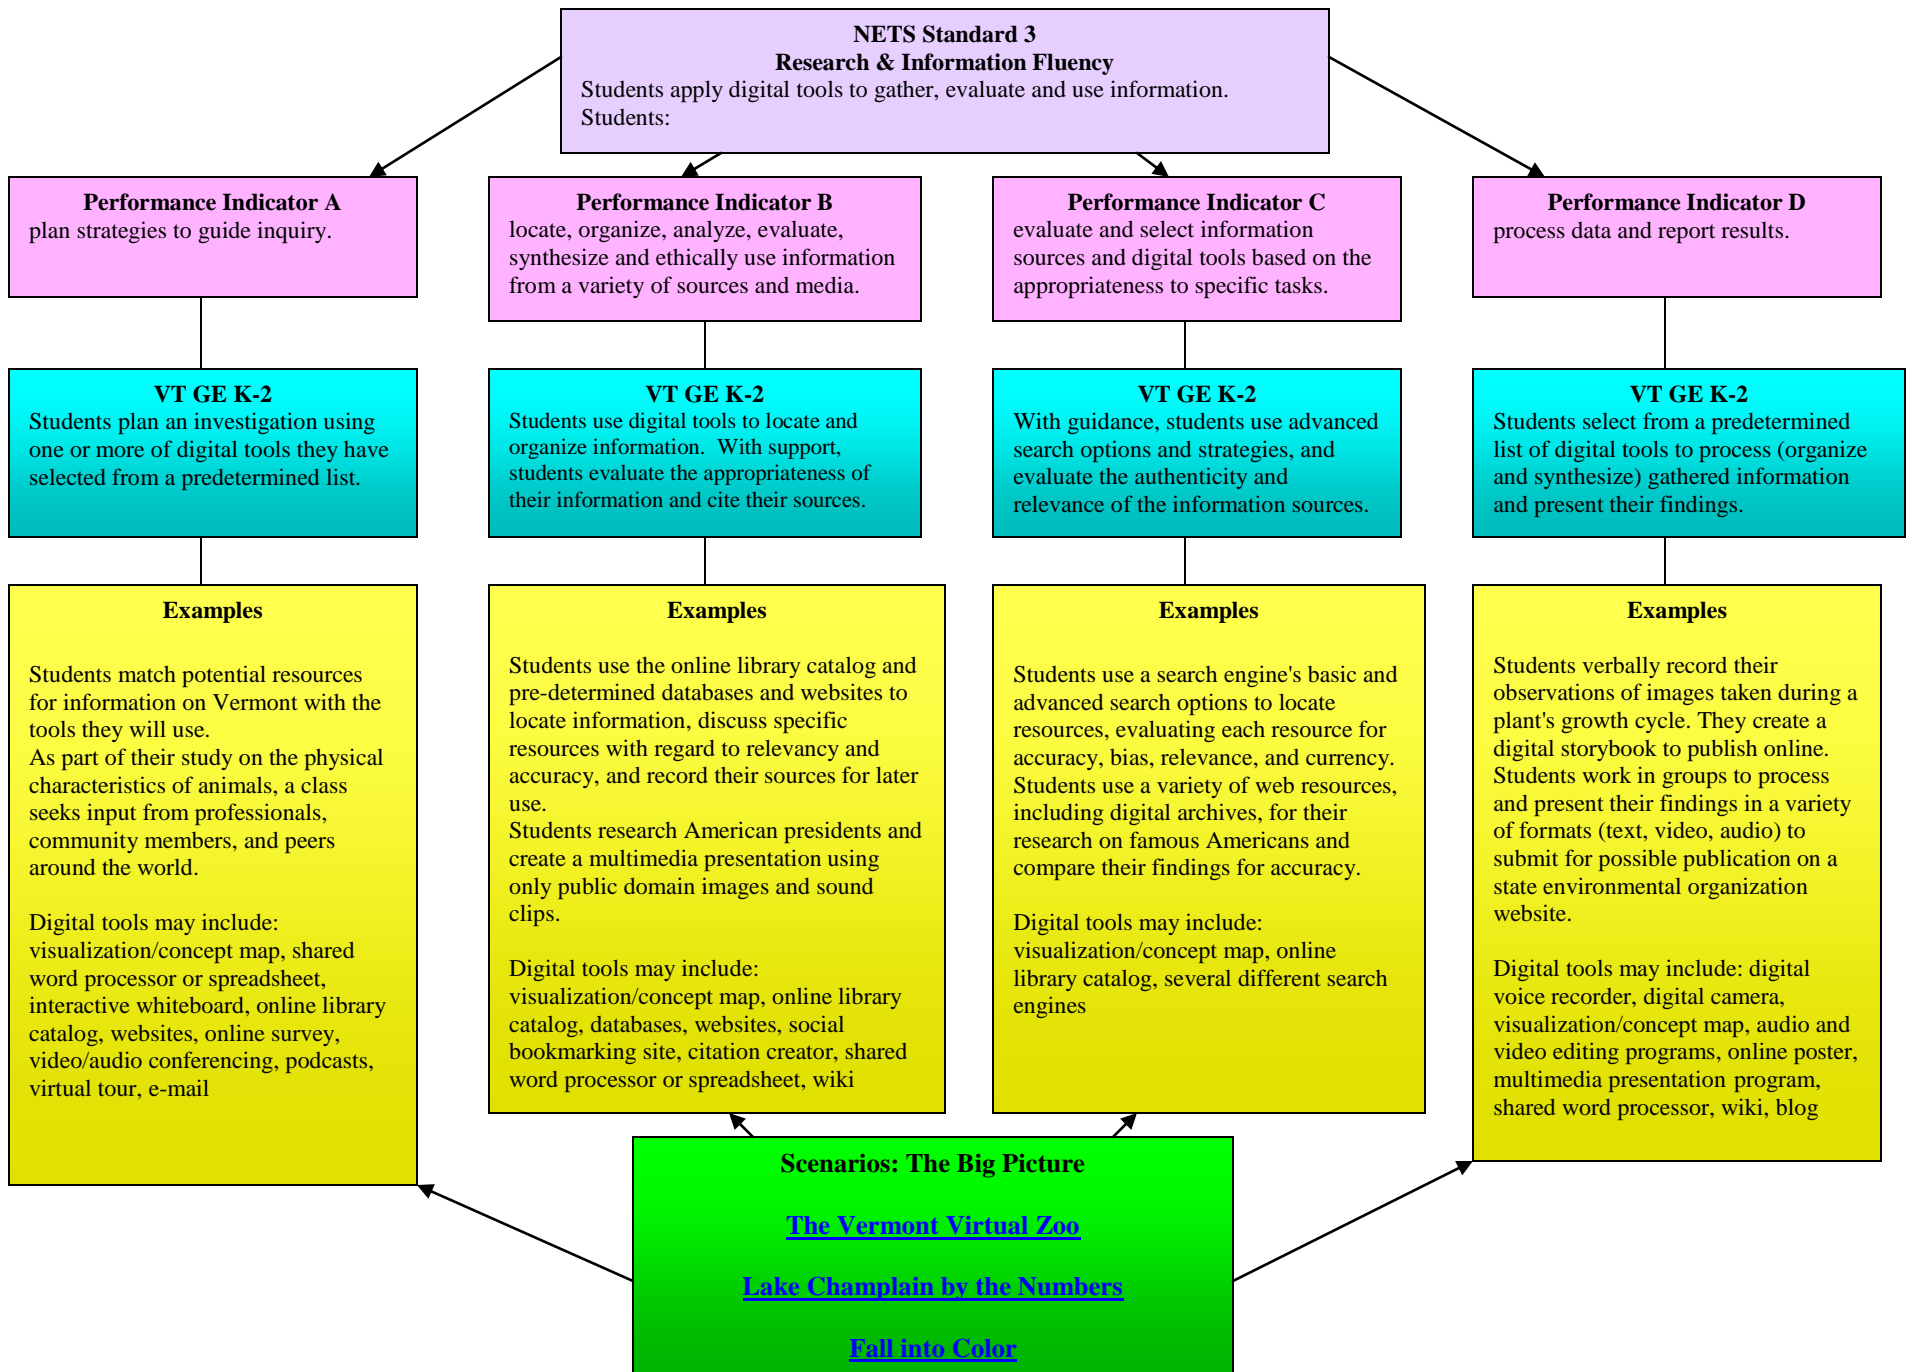 NETS Standard 3
Research & Information Fluency
Students apply digital tools to gather, evaluate and use information.
Students:
Performance Indicator A
plan strategies to guide inquiry.
Performance Indicator B
locate, organize, analyze, evaluate,
synthesize and ethically use information
from a variety of sources and media.
Performance Indicator C
evaluate and select information
sources and digital tools based on the
appropriateness to specific tasks.
Performance Indicator D
process data and report results.
VT GE K-2
Students plan an investigation using
one or more of digital tools they have
selected from a predetermined list.
VT GE K-2
Students use digital tools to locate and
organize information.  With support,
students evaluate the appropriateness of
their information and cite their sources.
VT GE K-2
With guidance, students use advanced
search options and strategies, and
evaluate the authenticity and
relevance of the information sources.
VT GE K-2
Students select from a predetermined
list of digital tools to process (organize
and synthesize) gathered information
and present their findings.
Examples
Students match potential resources
for information on Vermont with the
tools they will use.
As part of their study on the physical
characteristics of animals, a class
seeks input from professionals,
community members, and peers
around the world.
Digital tools may include:
visualization/concept map, shared
word processor or spreadsheet,
interactive whiteboard, online library
catalog, websites, online survey,
video/audio conferencing, podcasts,
virtual tour, e-mail
Examples
Students use the online library catalog and
pre-determined databases and websites to
locate information, discuss specific
resources with regard to relevancy and
accuracy, and record their sources for later
use.
Students research American presidents and
create a multimedia presentation using
only public domain images and sound
clips.
Digital tools may include:
visualization/concept map, online library
catalog, databases, websites, social
bookmarking site, citation creator, shared
word processor or spreadsheet, wiki
Examples
Students use a search engine's basic and
advanced search options to locate
resources, evaluating each resource for
accuracy, bias, relevance, and currency.
Students use a variety of web resources,
including digital archives, for their
research on famous Americans and
compare their findings for accuracy.
Digital tools may include:
visualization/concept map, online
library catalog, several different search
engines
Examples
Students verbally record their
observations of images taken during a
plant's growth cycle. They create a
digital storybook to publish online.
Students work in groups to process
and present their findings in a variety
of formats (text, video, audio) to
submit for possible publication on a
state environmental organization
website.
Digital tools may include: digital
voice recorder, digital camera,
visualization/concept map, audio and
video editing programs, online poster,
multimedia presentation program,
shared word processor, wiki, blog
Scenarios: The Big Picture
The Vermont Virtual Zoo
Lake Champlain by the Numbers
Fall into Color